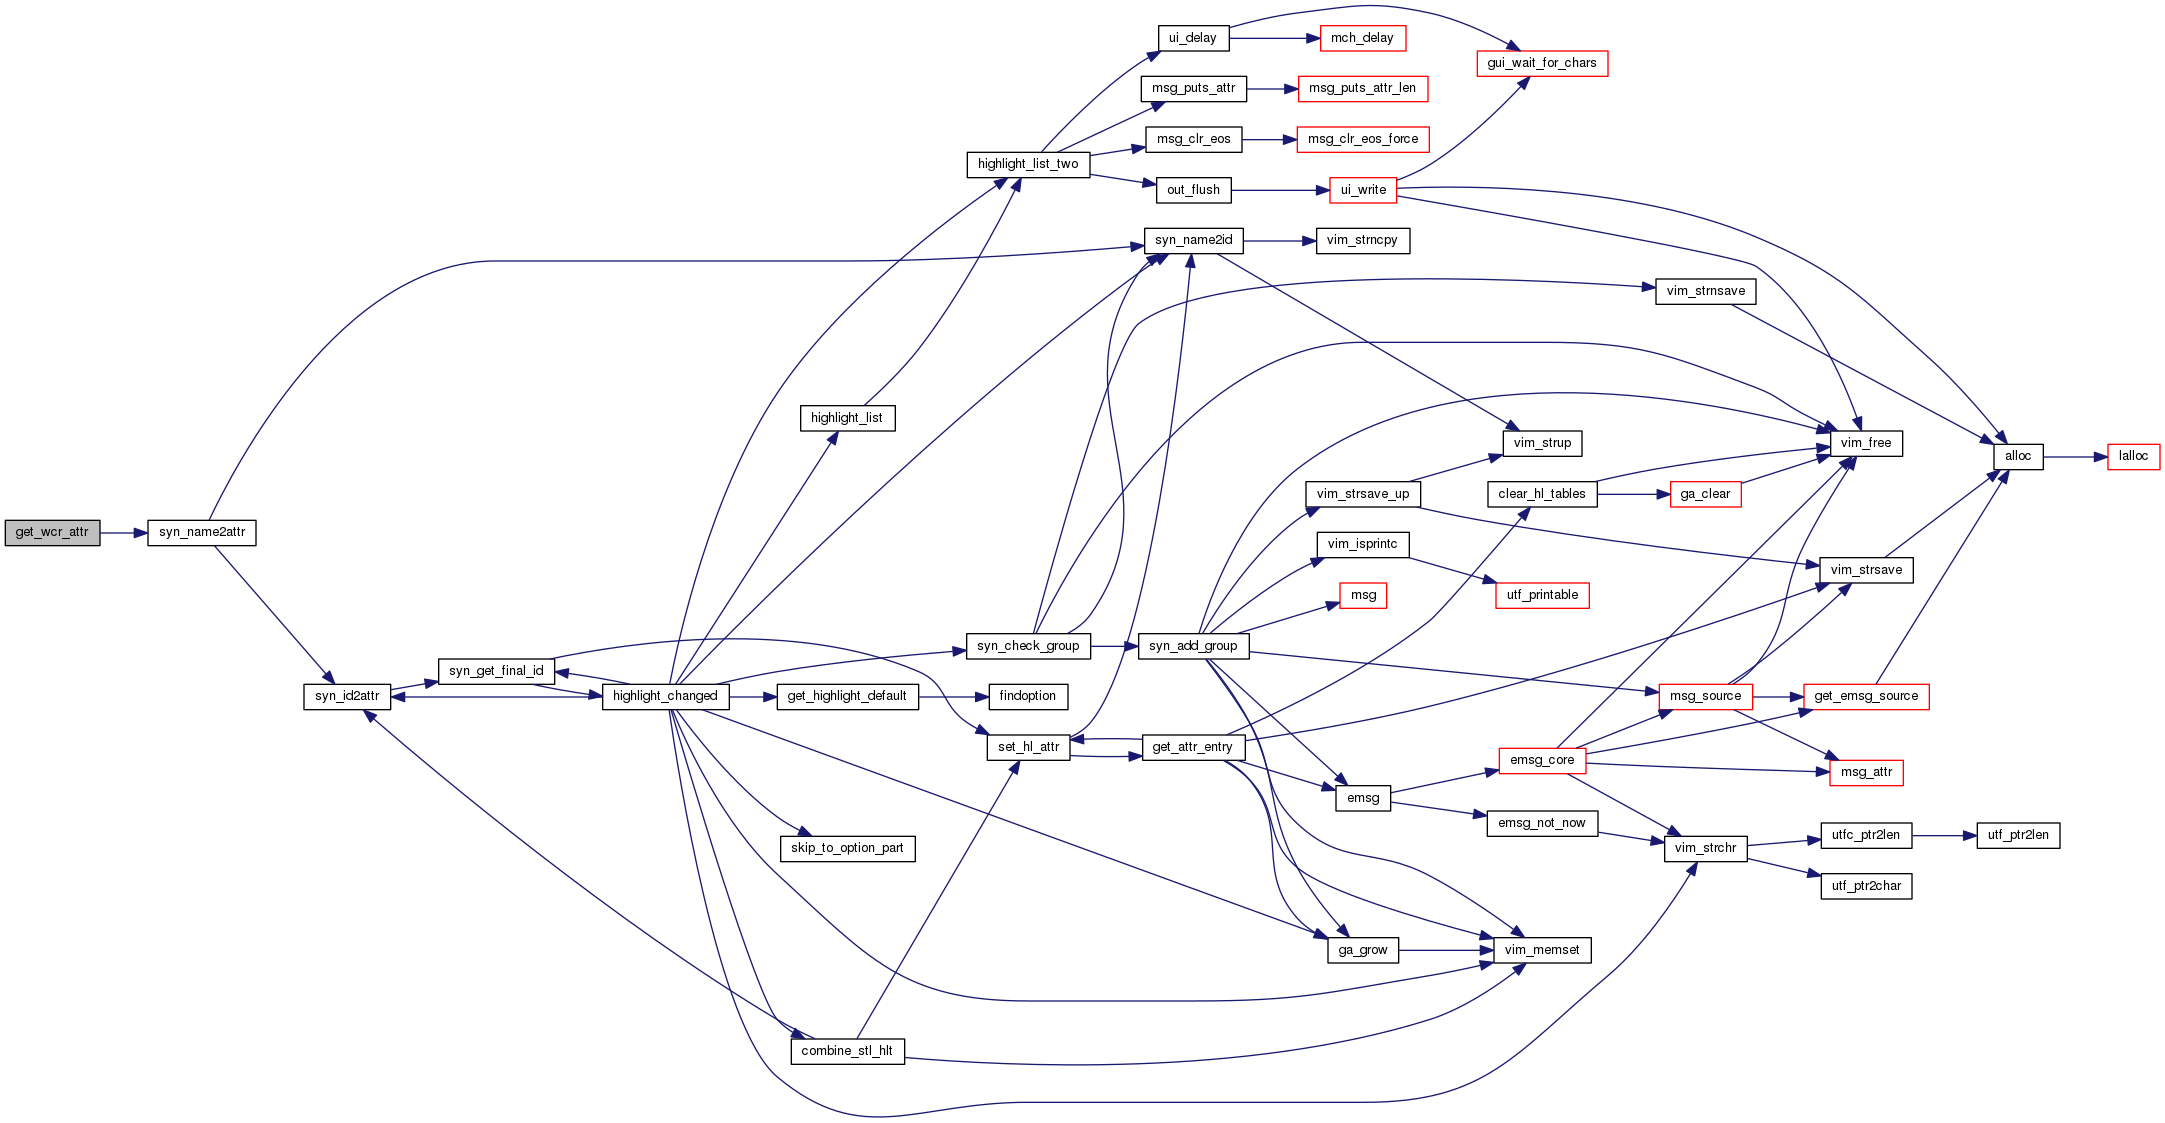 ui_delay
mch_delay
gui_wait_for_chars
msg_puts_attr
msg_puts_attr_len
msg_clr_eos
msg_clr_eos_force
highlight_list_two
out_flush
ui_write
syn_name2id
vim_strncpy
vim_strnsave
highlight_list
vim_strup
vim_free
alloc
lalloc
vim_strsave_up
clear_hl_tables
ga_clear
get_wcr_attr
syn_name2attr
vim_isprintc
vim_strsave
msg
utf_printable
syn_check_group
syn_add_group
syn_get_final_id
syn_id2attr
highlight_changed
get_highlight_default
findoption
msg_source
get_emsg_source
set_hl_attr
get_attr_entry
emsg_core
msg_attr
emsg
emsg_not_now
utfc_ptr2len
utf_ptr2len
skip_to_option_part
vim_strchr
utf_ptr2char
ga_grow
vim_memset
combine_stl_hlt